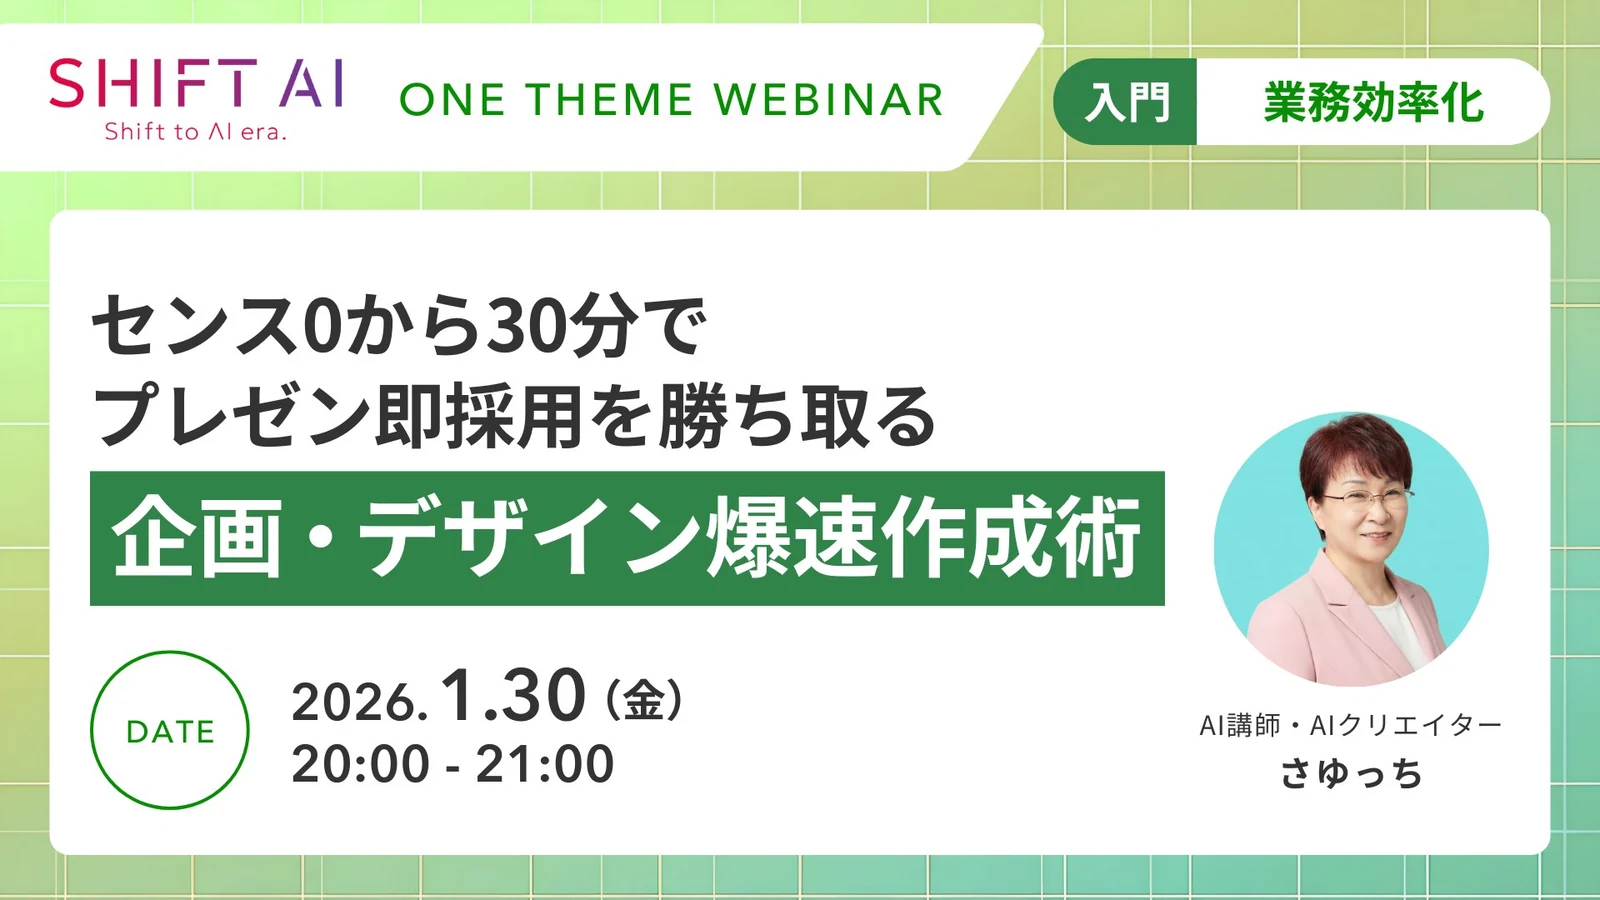 SHIFT AI
Shift to AI era.
ONE THEME WEBINAR
入門
業務効率化
センス0から30分で
プレゼン即採用を勝ち取る
企画・デザイン爆速作成術
DATE
2026. 1.30（金）
20:00 - 21:00
AI講師・AIクリエイター
さゆっち